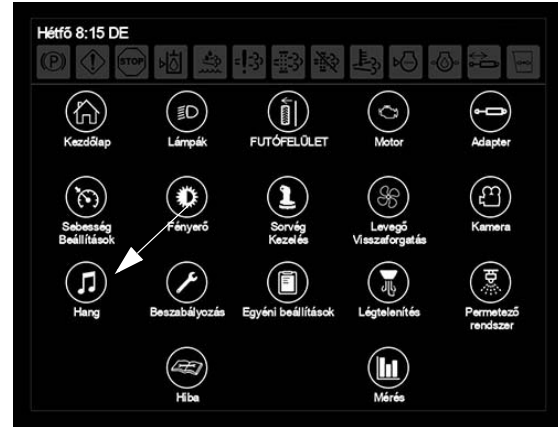 Hétfő 8:15 DE
(P) STOP
Kezdőlap Lámpák FUTÓFELÜLET Motor Adapter
Sebesség Beállítások Fényerő Sorvég Kezelés Levegő Visszaforgatás Kamera
Hang Beszabályozás Egyéni beállítások Légtelenítés Permetező rendszer
Hiba Mérés